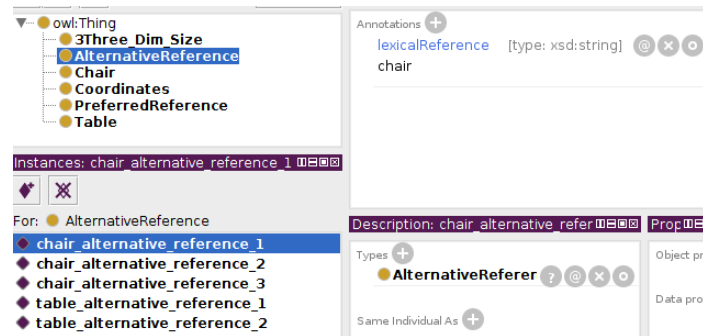 owl:Thing
3Three_Dim_Size
AlternativeReference
Chair
Coordinates
PreferredReference
Table
Instances: chair_alternative_reference_1
For: AlternativeReference
chair_alternative_reference_1
chair_alternative_reference_2
chair_alternative_reference_3
table_alternative_reference_1
table_alternative_reference_2
Annotations
lexicalReference [type: xsd:string]
chair
Description: chair_alternative_refer
Types
AlternativeReferer
Same Individual As
Prop
Object pr
Data pro